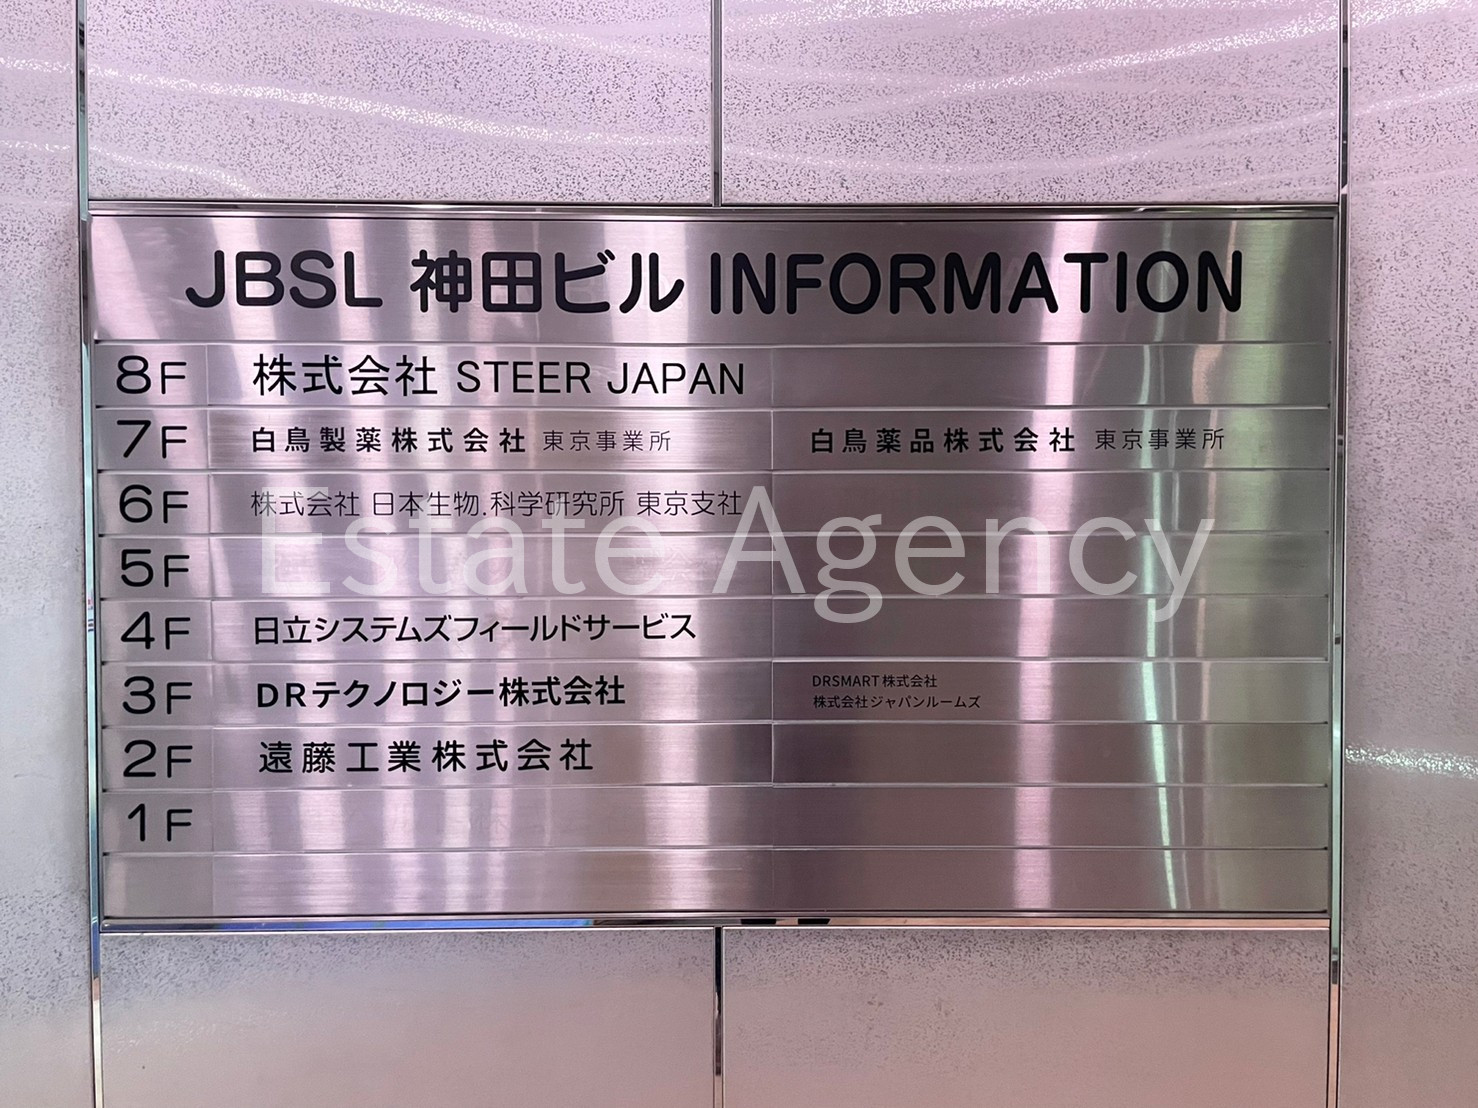 JBSL 神田ビル INFORMATION
8F 株式会社 STEER JAPAN
7F 白鳥製薬株式会社 東京事業所 白鳥薬品株式会社 東京事業所
6F 株式会社 日本生物.科学研究所 東京支社
Estate Agency
5F
4F 日立システムズフィールドサービス
3F DRテクノロジー株式会社 DRSMART株式会社
株式会社ジャパンルームズ
2F 遠藤工業株式会社
1F